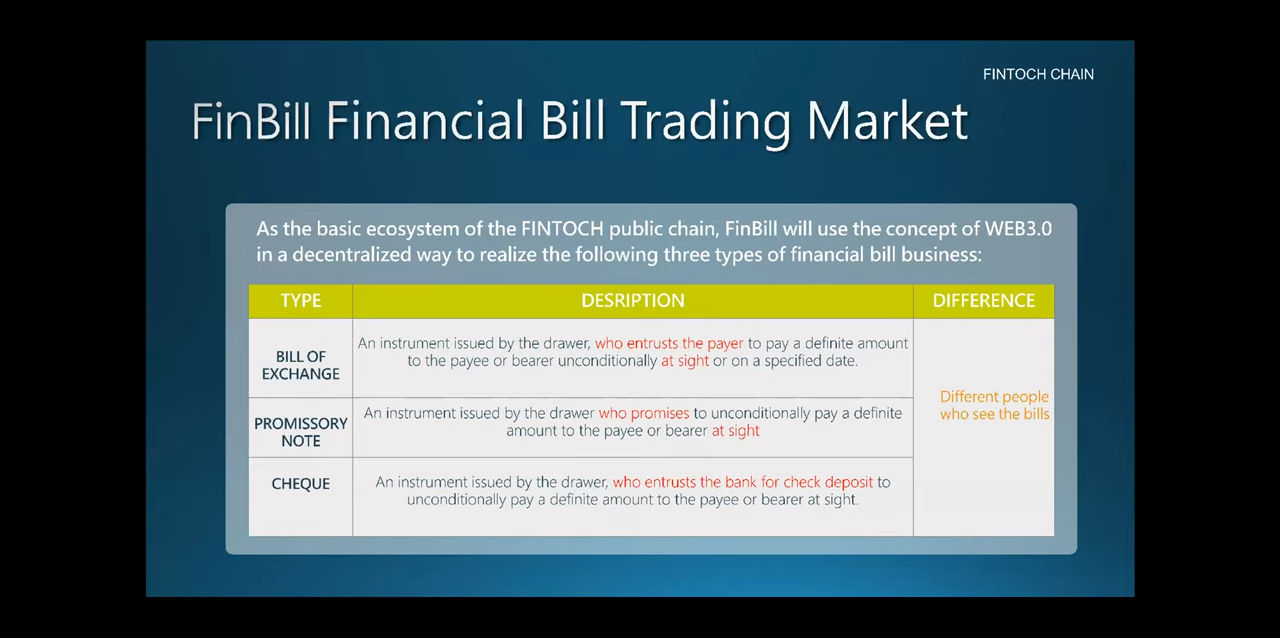 FINTOCH CHAIN
FinBill Financial Bill Trading Market
As the basic ecosystem of the FINTOCH public chain, FinBill will use the concept of WEB3.0
in a decentralized way to realize the following three types of financial bill business:
TYPE
DESRIPTION
DIFFERENCE
BILL OF
EXCHANGE
An instrument issued by the drawer, who entrusts the payer to pay a definite amount
to the payee or bearer unconditionally at sight or on a specified date.
Different people
who see the bills
PROMISSORY
NOTE
An instrument issued by the drawer who promises to unconditionally pay a definite
amount to the payee or bearer at sight
CHEQUE
An instrument issued by the drawer, who entrusts the bank for check deposit to
unconditionally pay a definite amount to the payee or bearer at sight.